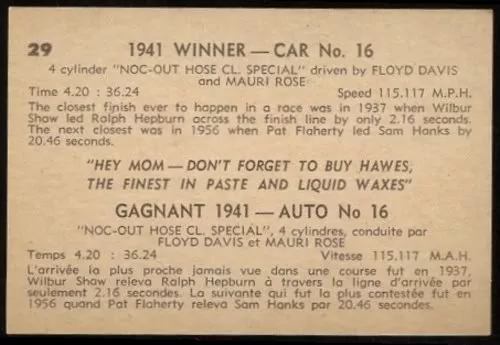 29 1941 WINNER — CAR No. 16
4 cylinder "NOC-OUT HOSE CL. SPECIAL" driven by FLOYD DAVIS
and MAURI ROSE
Time 4.20 : 36.24 Speed 115.117 M.P.H.
The closest finish ever to happen in a race was in 1937 when Wilbur
Shaw led Ralph Hepburn across the finish line by only 2.16 seconds.
The next closest was in 1956 when Pat Flaherty led Sam Hanks by
20.46 seconds.
"HEY MOM — DON'T FORGET TO BUY HAWES,
THE FINEST IN PASTE AND LIQUID WAXES"
GAGNANT 1941 — AUTO No 16
"NOC-OUT HOSE CL. SPECIAL", 4 cylindres, conduite par
FLOYD DAVIS et MAURI ROSE
Temps 4.20 : 36.24 Vitesse 115.117 M.A.H.
L'arrivée la plus proche jamais vue dans une course fut en 1937,
Wilbur Shaw releva Ralph Hepburn à travers la ligne d'arrivée par
seulement 2.16 secondes. La suivante qui fut la plus contestée fut en
1956 quand Pat Flaherty releva Sam Hanks par 20.46 secondes.